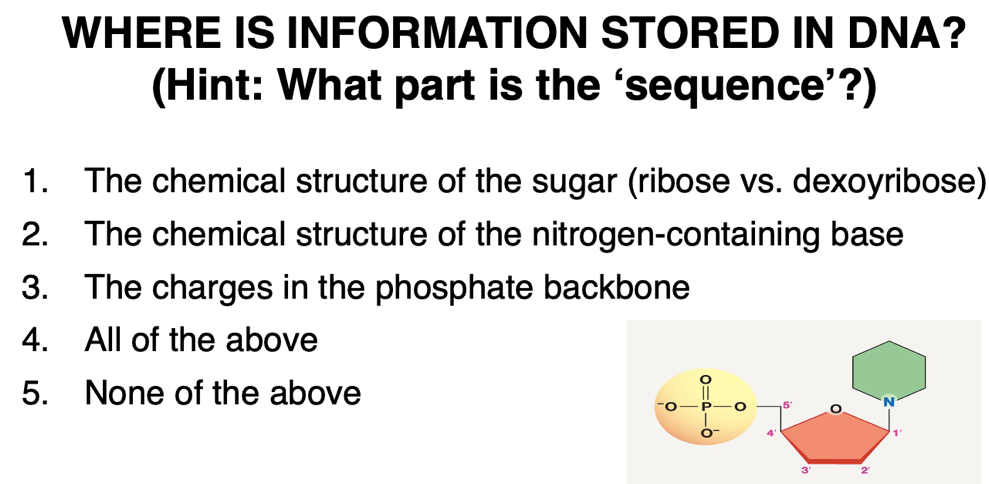 WHERE IS INFORMATION STORED IN DNA?
(Hint: What part is the ‘sequence’?)
1. The chemical structure of the sugar (ribose vs. dexoyribose)
2. The chemical structure of the nitrogen-containing base
3. The charges in the phosphate backbone
4. All of the above
5. None of the above
O
⁻O—P—O
O⁻
5′
4′
3′
2′
1′
O
N